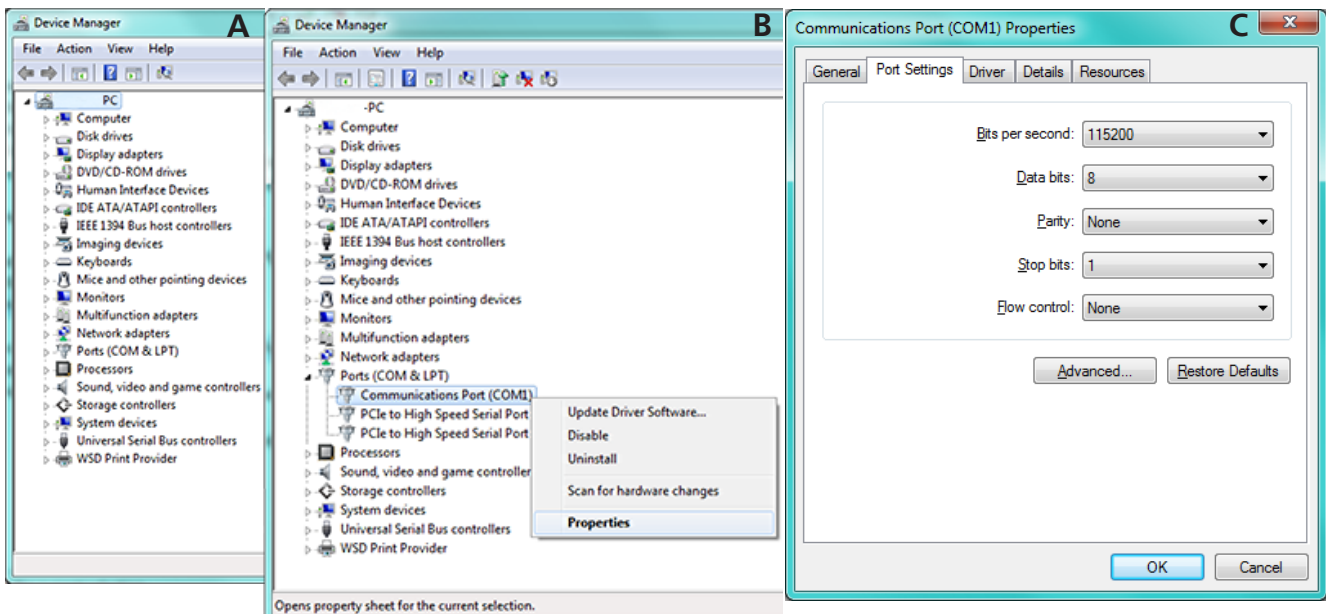 Device Manager
A
File Action View Help
PC
Computer
Disk drives
Display adapters
DVD/CD-ROM drives
Human Interface Devices
IDE ATA/ATAPI controllers
IEEE 1394 Bus host controllers
Imaging devices
Keyboards
Mice and other pointing devices
Monitors
Multifunction adapters
Network adapters
Ports (COM & LPT)
Processors
Sound, video and game controllers
Storage controllers
System devices
Universal Serial Bus controllers
WSD Print Provider
Device Manager
B
File Action View Help
-PC
Computer
Disk drives
Display adapters
DVD/CD-ROM drives
Human Interface Devices
IDE ATA/ATAPI controllers
IEEE 1394 Bus host controllers
Imaging devices
Keyboards
Mice and other pointing devices
Monitors
Multifunction adapters
Network adapters
Ports (COM & LPT)
Communications Port (COM1)
PCIe to High Speed Serial Port
PCIe to High Speed Serial Port
Processors
Sound, video and game controller
Storage controllers
System devices
Universal Serial Bus controllers
WSD Print Provider
Update Driver Software...
Disable
Uninstall
Scan for hardware changes
Properties
Opens property sheet for the current selection.
Communications Port (COM1) Properties
C
General Port Settings Driver Details Resources
Bits per second: 115200
Data bits: 8
Parity: None
Stop bits: 1
Flow control: None
Advanced... Restore Defaults
OK Cancel